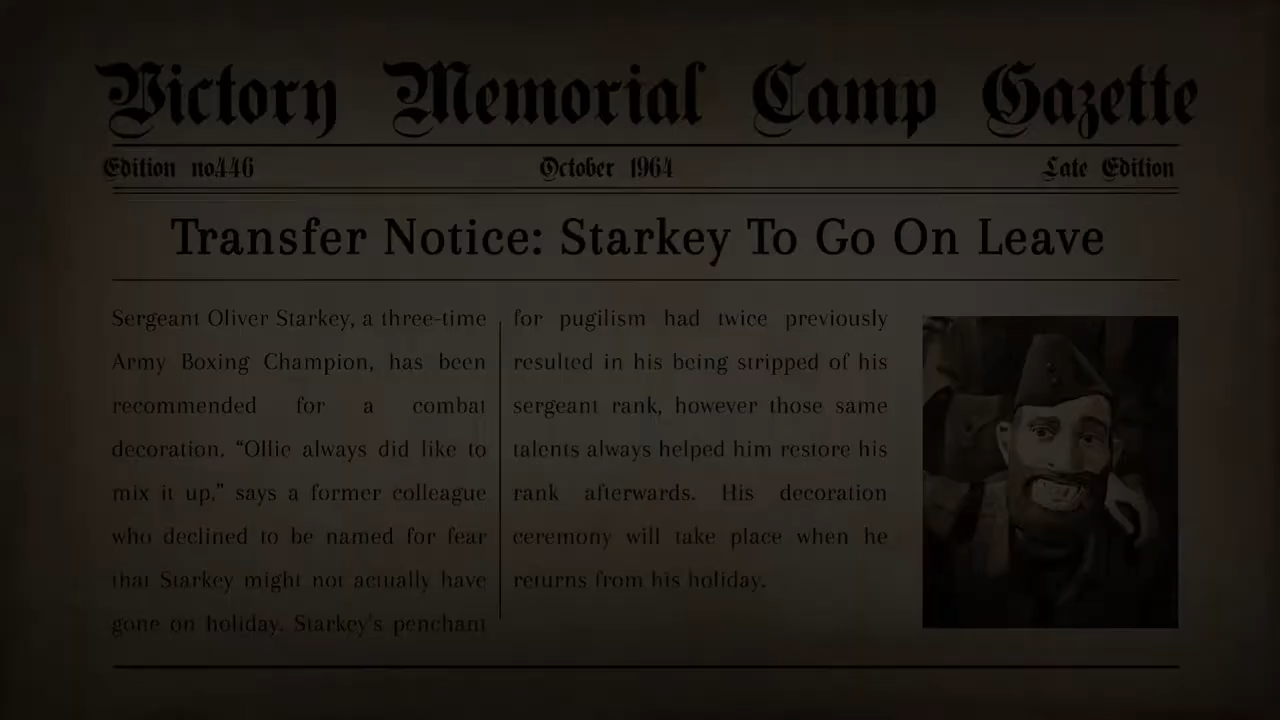 Victory Memorial Camp Gazette
Edition no446 October 1964 Late Edition
Transfer Notice: Starkey To Go On Leave
Sergeant Oliver Starkey, a three-time
Army Boxing Champion, has been
recommended for a combat
decoration. “Ollie always did like to
mix it up,” says a former colleague
who declined to be named for fear
that Starkey might not actually have
gone on holiday. Starkey's penchant
for pugilism had twice previously
resulted in his being stripped of his
sergeant rank, however those same
talents always helped him restore his
rank afterwards. His decoration
ceremony will take place when he
returns from his holiday.